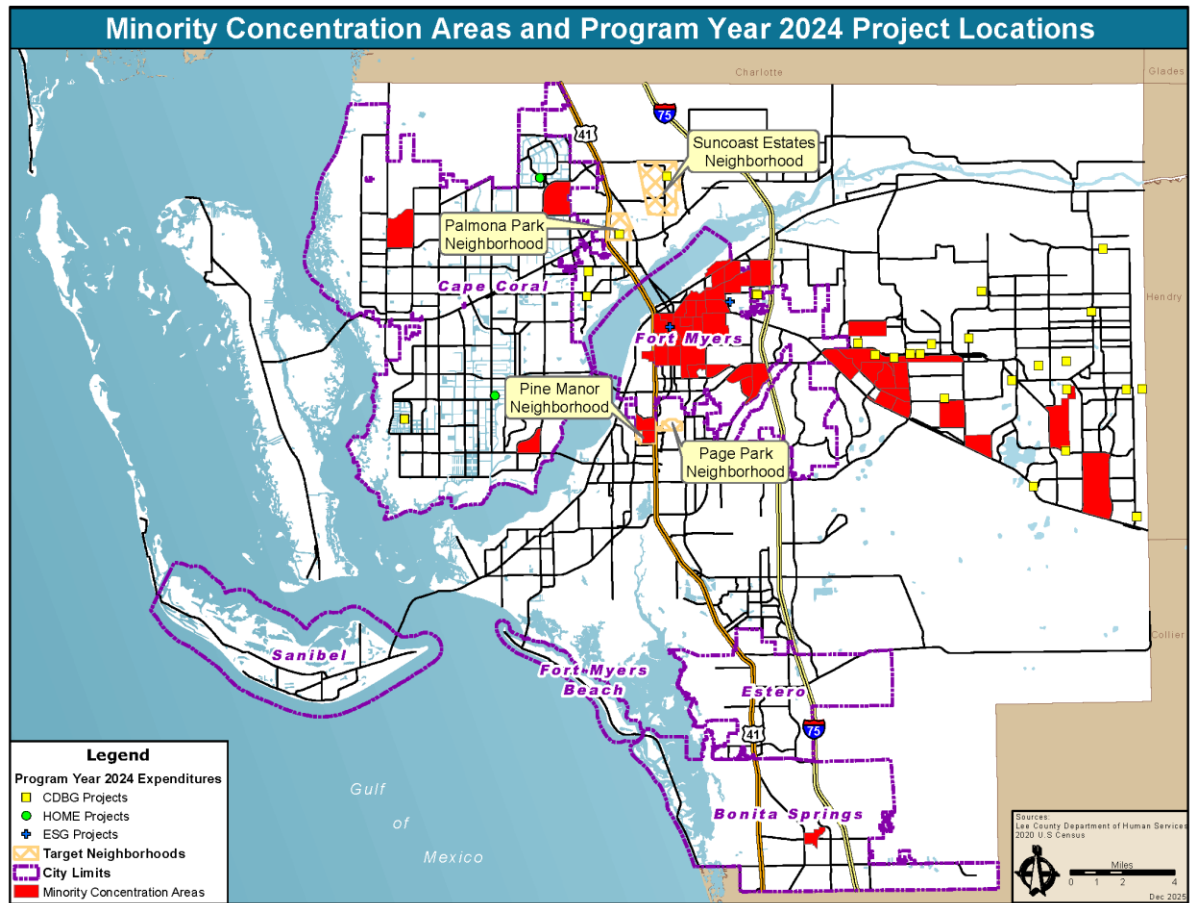 Minority Concentration Areas and Program Year 2024 Project Locations
Charlotte
Glades
75
41
Suncoast Estates
Neighborhood
Palmona Park
Neighborhood
Cape Coral
Hendry
Fort Myers
Pine Manor
Neighborhood
Page Park
Neighborhood
Collier
Sanibel
Fort Myers
Beach
Estero
41
75
Bonita Springs
Gulf
of
Mexico
Legend
Program Year 2024 Expenditures
CDBG Projects
HOME Projects
ESG Projects
Target Neighborhoods
City Limits
Minority Concentration Areas
Sources:
Lee County Department of Human Services
2020 U.S Census
Miles
0 1 2 4
Dec 2025